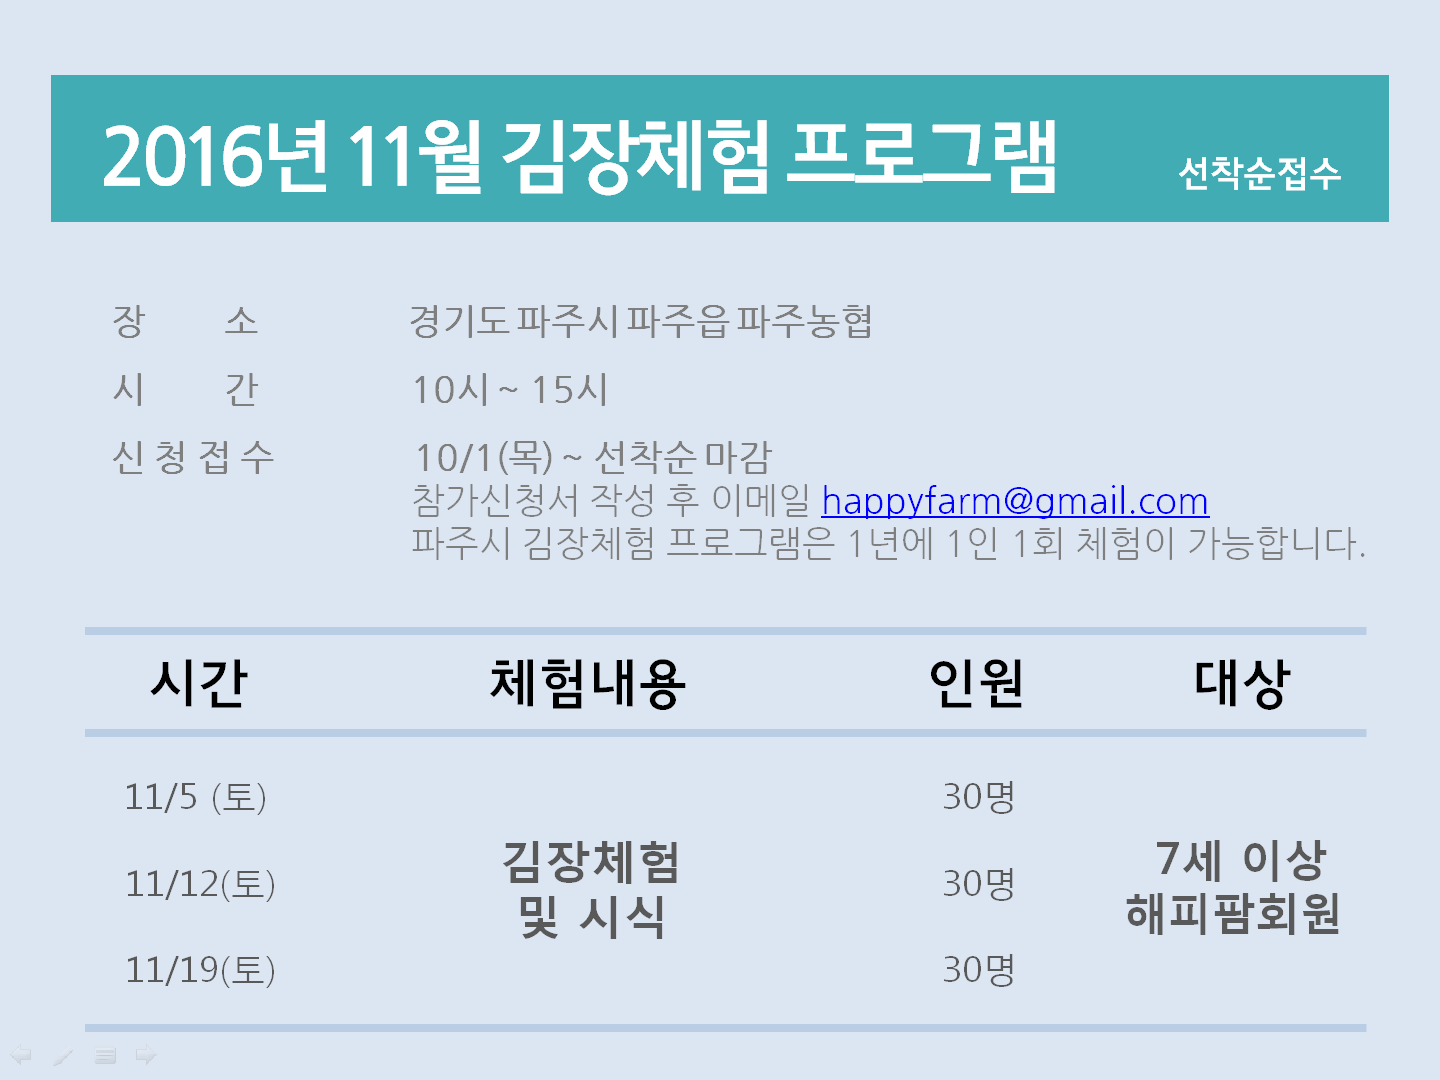 2016년 11월 김장체험 프로그램 선착순접수
장 소 경기도 파주시 파주읍 파주농협
시 간 10시 ~ 15시
신 청 접 수 10/1(목) ~ 선착순 마감
참가신청서 작성 후 이메일 happyfarm@gmail.com
파주시 김장체험 프로그램은 1년에 1인 1회 체험이 가능합니다.
시간 체험내용 인원 대상
11/5 (토) 30명
김장체험 7세 이상
11/12(토) 30명
및 시식 해피팜회원
11/19(토) 30명